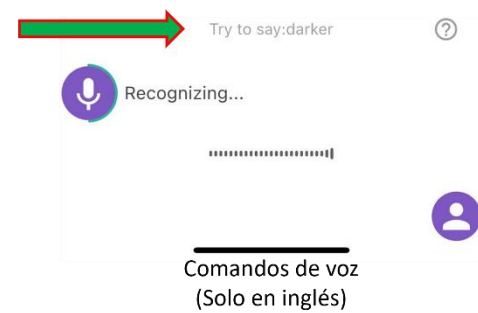 Try to say:darker
Recognizing...
Comandos de voz
(Solo en inglés)